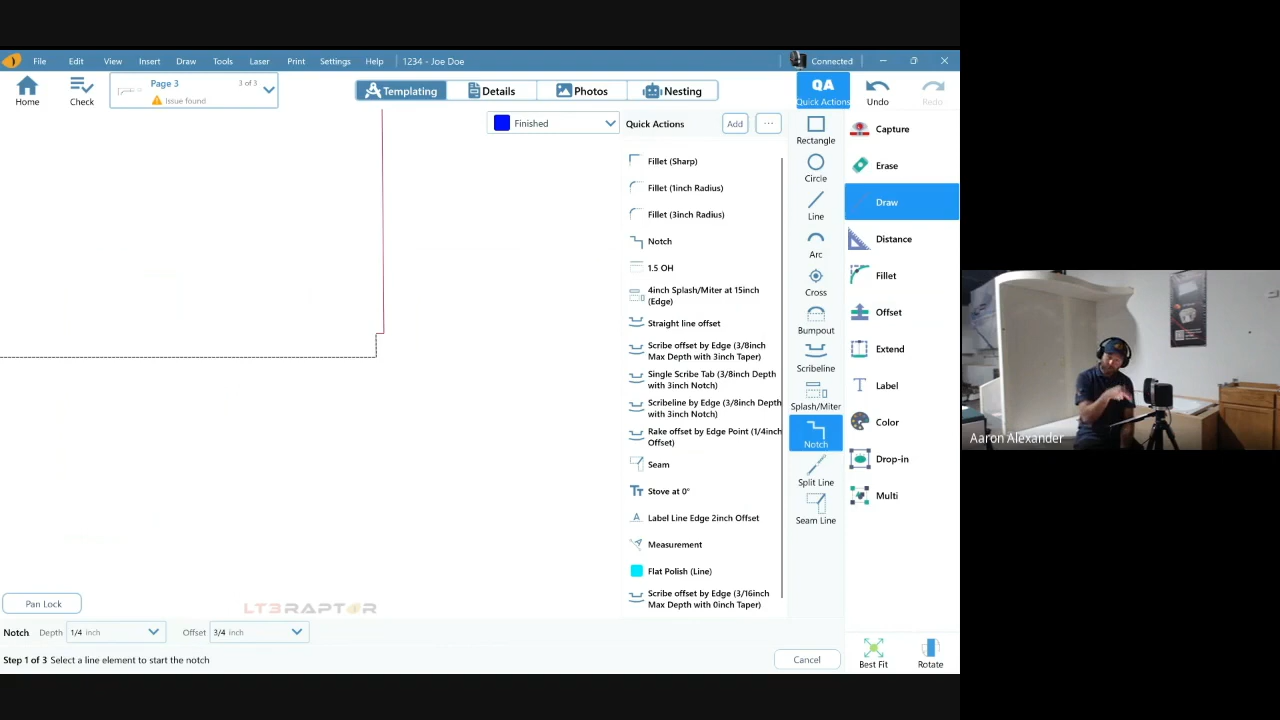 File Edit View Insert Draw Tools Laser Print Settings Help 1234 - Joe Doe Connected
Home
Check
Page 3
3 of 3
Issue found
Templating
Details
Photos
Nesting
QA
Quick Actions
Undo
Redo
Finished
Quick Actions
Add
...
Fillet (Sharp)
Fillet (1inch Radius)
Fillet (3inch Radius)
Notch
1.5 OH
4inch Splash/Miter at 15inch
(Edge)
Straight line offset
Scribe offset by Edge (3/8inch
Max Depth with 3inch Taper)
Single Scribe Tab (3/8inch Depth
with 3inch Notch)
Scribeline by Edge (3/8inch Depth
with 3inch Notch)
Rake offset by Edge Point (1/4inch
Offset)
Seam
Stove at 0°
Label Line Edge 2inch Offset
Measurement
Flat Polish (Line)
Scribe offset by Edge (3/16inch
Max Depth with 0inch Taper)
Rectangle
Circle
Line
Arc
Cross
Bumpout
Scribeline
Splash/Miter
Notch
Split Line
Seam Line
Capture
Erase
Draw
Distance
Fillet
Offset
Extend
Label
Color
Drop-in
Multi
Best Fit
Rotate
Pan Lock
LT3RAPTOR
Notch Depth 1/4 inch Offset 3/4 inch
Step 1 of 3 Select a line element to start the notch
Cancel
Aaron Alexander